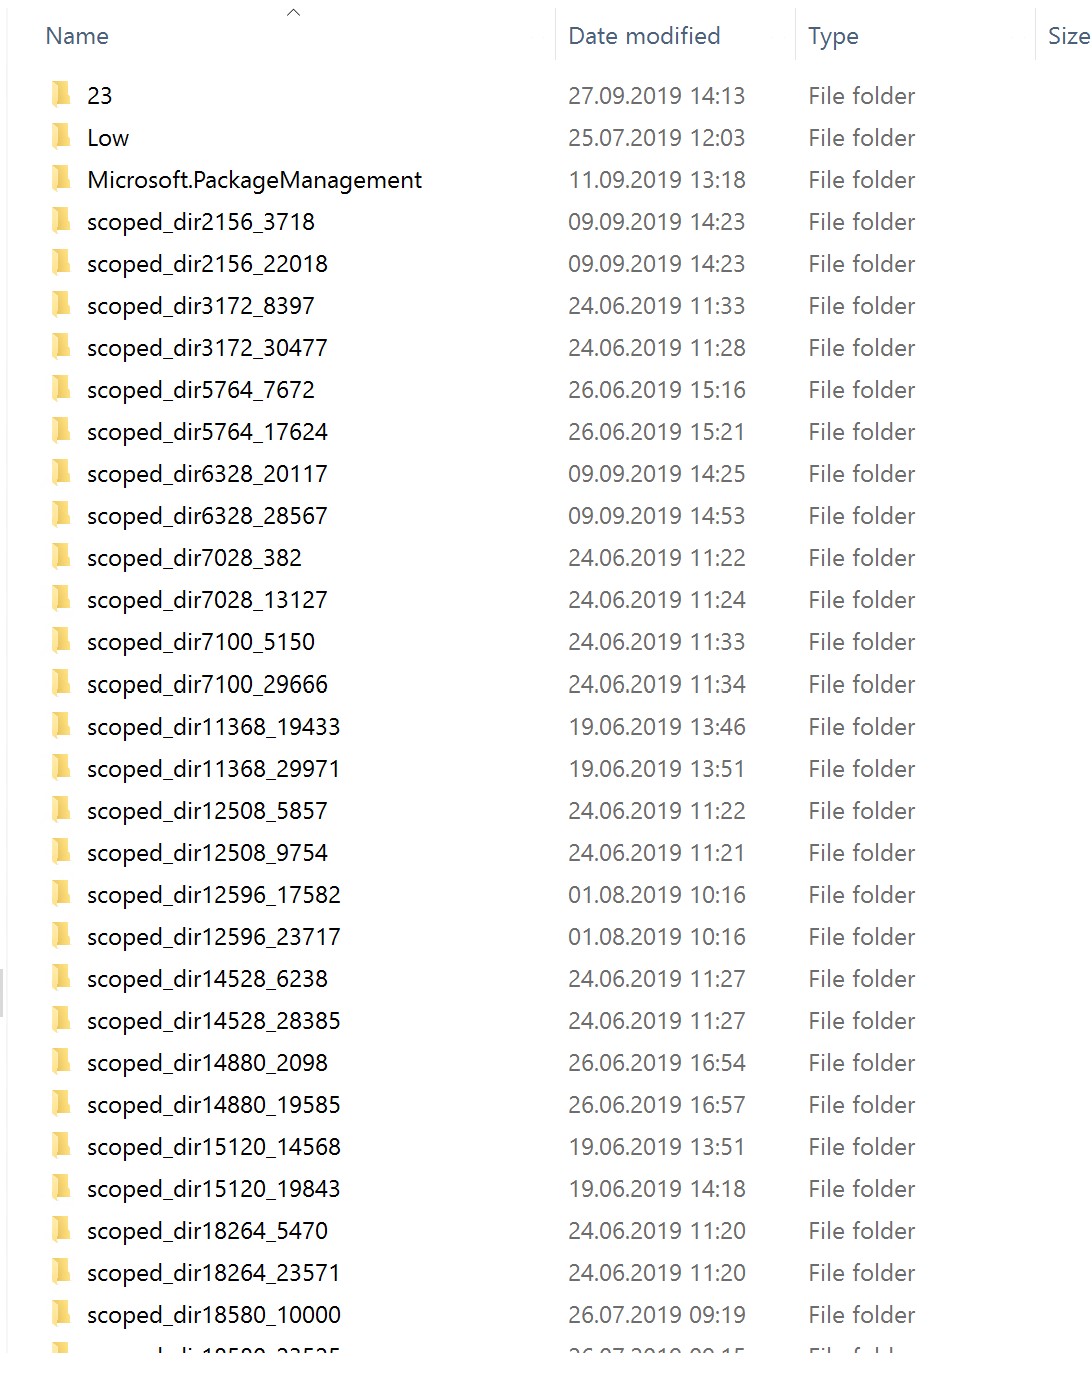 Name Date modified Type Size
23 27.09.2019 14:13 File folder
Low 25.07.2019 12:03 File folder
Microsoft.PackageManagement 11.09.2019 13:18 File folder
scoped_dir2156_3718 09.09.2019 14:23 File folder
scoped_dir2156_22018 09.09.2019 14:23 File folder
scoped_dir3172_8397 24.06.2019 11:33 File folder
scoped_dir3172_30477 24.06.2019 11:28 File folder
scoped_dir5764_7672 26.06.2019 15:16 File folder
scoped_dir5764_17624 26.06.2019 15:21 File folder
scoped_dir6328_20117 09.09.2019 14:25 File folder
scoped_dir6328_28567 09.09.2019 14:53 File folder
scoped_dir7028_382 24.06.2019 11:22 File folder
scoped_dir7028_13127 24.06.2019 11:24 File folder
scoped_dir7100_5150 24.06.2019 11:33 File folder
scoped_dir7100_29666 24.06.2019 11:34 File folder
scoped_dir11368_19433 19.06.2019 13:46 File folder
scoped_dir11368_29971 19.06.2019 13:51 File folder
scoped_dir12508_5857 24.06.2019 11:22 File folder
scoped_dir12508_9754 24.06.2019 11:21 File folder
scoped_dir12596_17582 01.08.2019 10:16 File folder
scoped_dir12596_23717 01.08.2019 10:16 File folder
scoped_dir14528_6238 24.06.2019 11:27 File folder
scoped_dir14528_28385 24.06.2019 11:27 File folder
scoped_dir14880_2098 26.06.2019 16:54 File folder
scoped_dir14880_19585 26.06.2019 16:57 File folder
scoped_dir15120_14568 19.06.2019 13:51 File folder
scoped_dir15120_19843 19.06.2019 14:18 File folder
scoped_dir18264_5470 24.06.2019 11:20 File folder
scoped_dir18264_23571 24.06.2019 11:20 File folder
scoped_dir18580_10000 26.07.2019 09:19 File folder